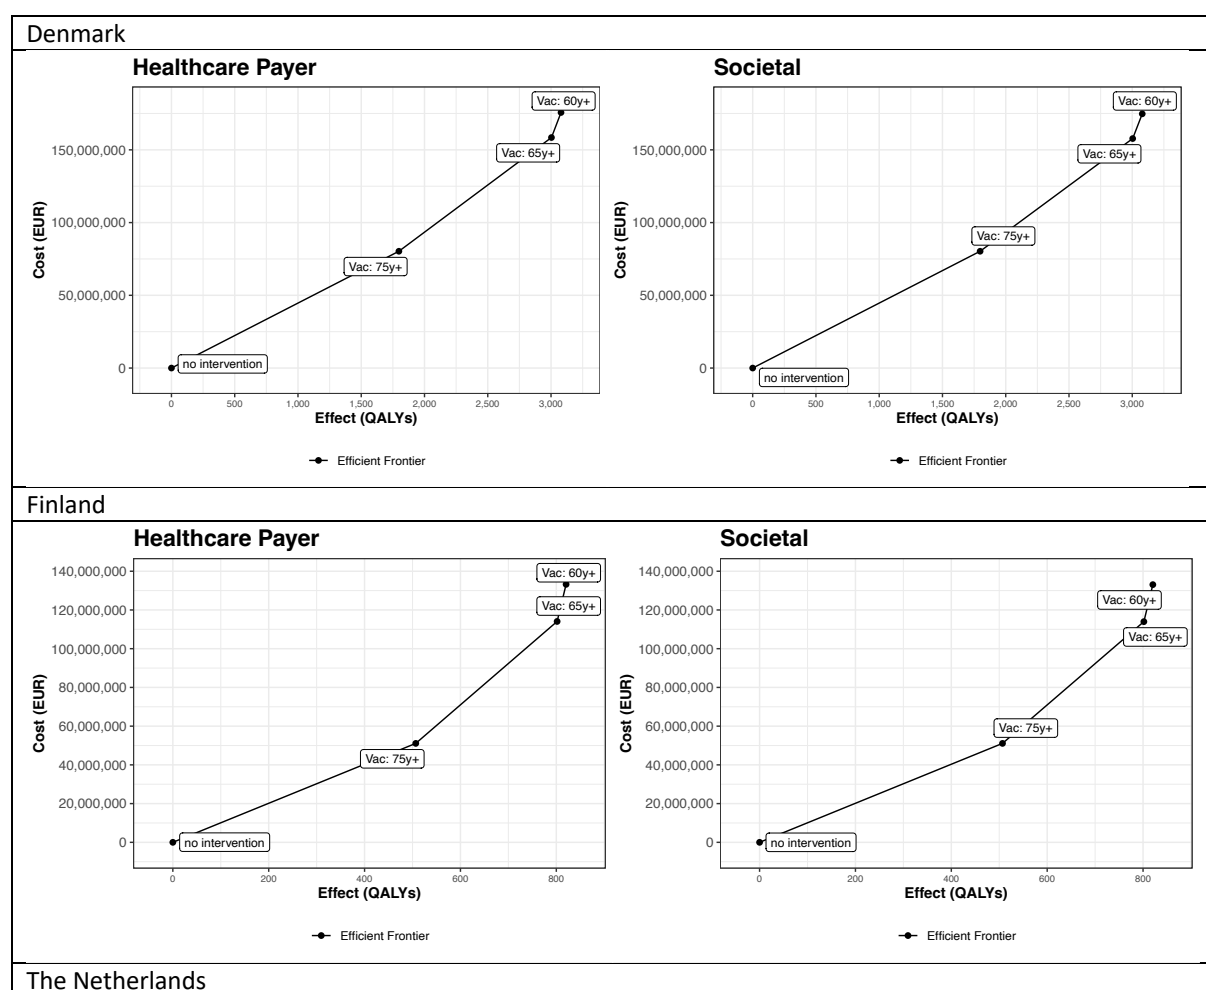 Denmark
Healthcare Payer
Cost (EUR)
150,000,000
100,000,000
50,000,000
0
Vac: 60y+
Vac: 65y+
Vac: 75y+
no intervention
0 500 1,000 1,500 2,000 2,500 3,000
Effect (QALYs)
Efficient Frontier
Societal
Cost (EUR)
150,000,000
100,000,000
50,000,000
0
Vac: 60y+
Vac: 65y+
Vac: 75y+
no intervention
0 500 1,000 1,500 2,000 2,500 3,000
Effect (QALYs)
Efficient Frontier
Finland
Healthcare Payer
Cost (EUR)
140,000,000
120,000,000
100,000,000
80,000,000
60,000,000
40,000,000
20,000,000
0
Vac: 60y+
Vac: 65y+
Vac: 75y+
no intervention
0 200 400 600 800
Effect (QALYs)
Efficient Frontier
Societal
Cost (EUR)
140,000,000
120,000,000
100,000,000
80,000,000
60,000,000
40,000,000
20,000,000
0
Vac: 60y+
Vac: 65y+
Vac: 75y+
no intervention
0 200 400 600 800
Effect (QALYs)
Efficient Frontier
The Netherlands